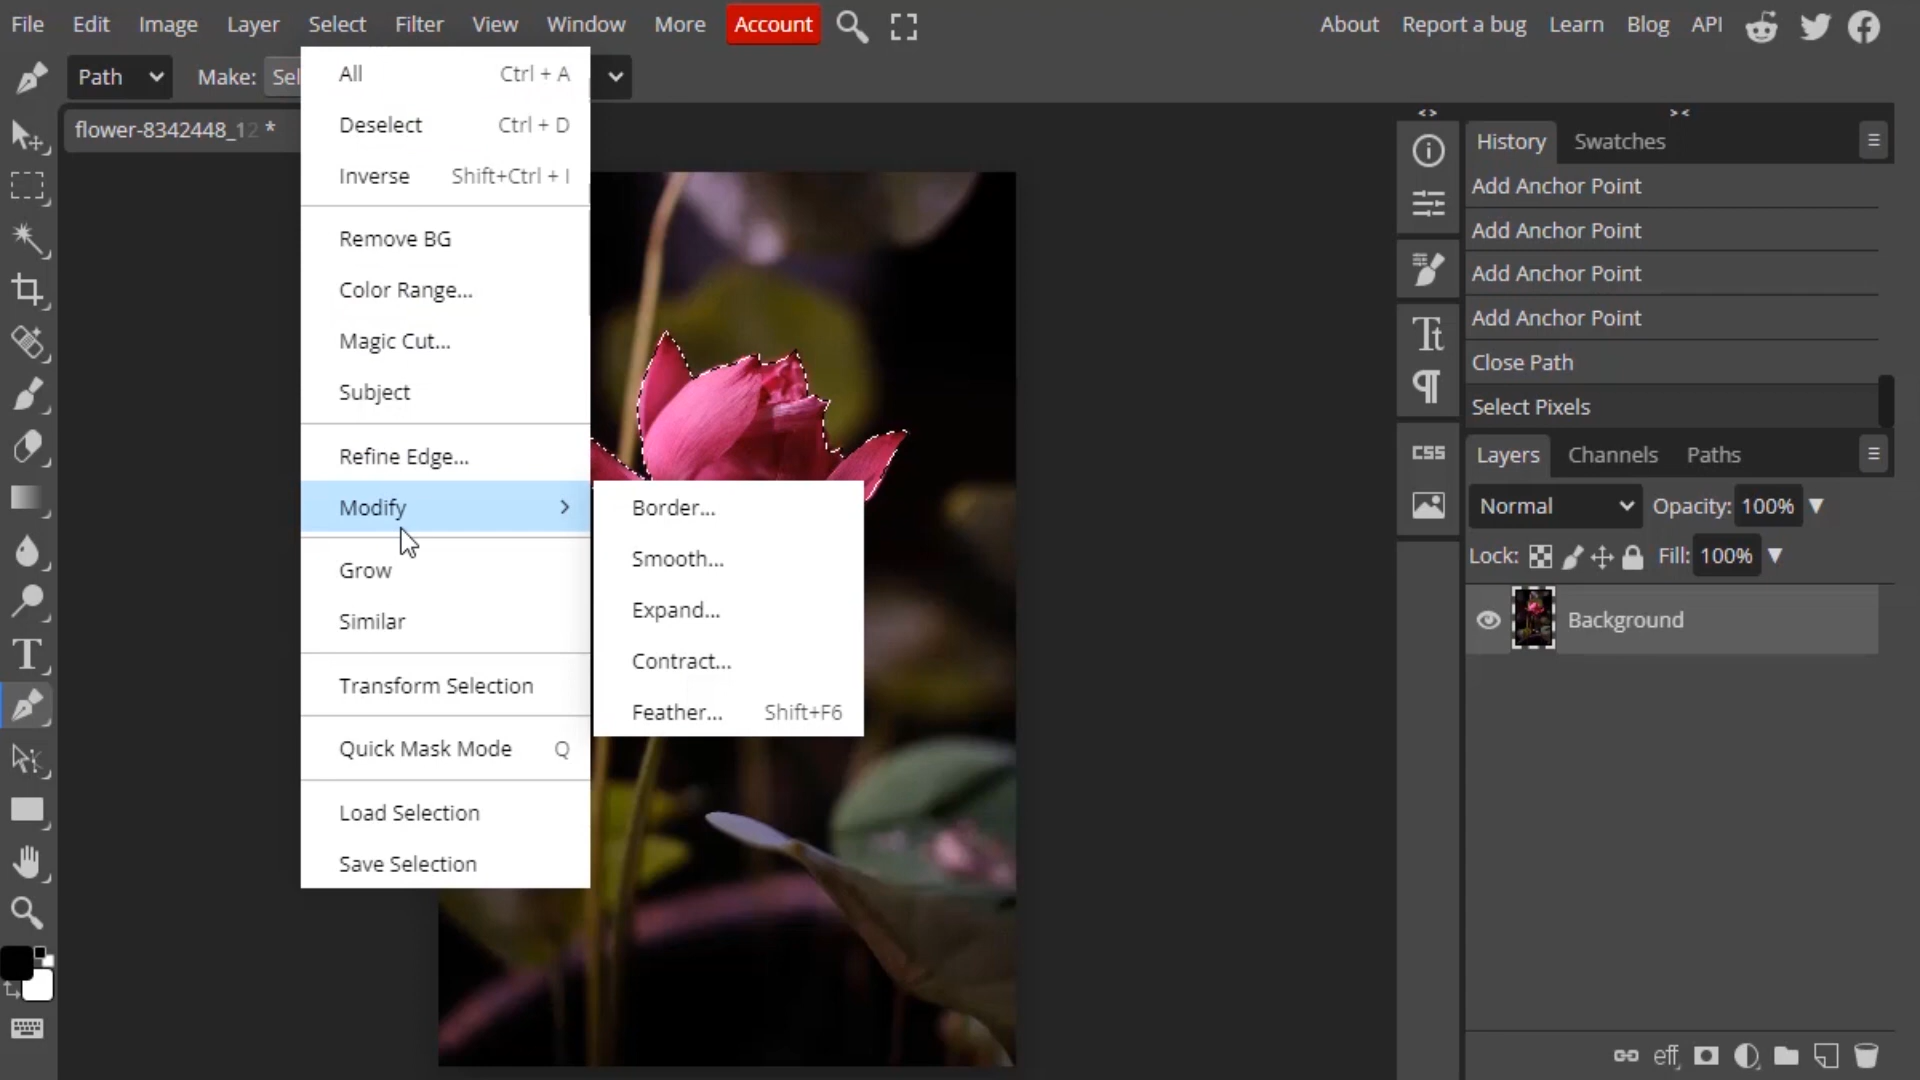 File Edit Image Layer Select Filter View Window More Account About Report a bug Learn Blog API
Path Make: Sel
flower-8342448_12 *
All Ctrl + A
Deselect Ctrl + D
Inverse Shift+Ctrl + I
Remove BG
Color Range...
Magic Cut...
Subject
Refine Edge...
Modify >
Grow
Similar
Transform Selection
Quick Mask Mode Q
Load Selection
Save Selection
Border...
Smooth...
Expand...
Contract...
Feather... Shift+F6
< >
> <
Tt
¶
CSS
History Swatches
Add Anchor Point
Add Anchor Point
Add Anchor Point
Add Anchor Point
Close Path
Select Pixels
Layers Channels Paths
Normal Opacity: 100%
Lock: Fill: 100%
Background
eff
T